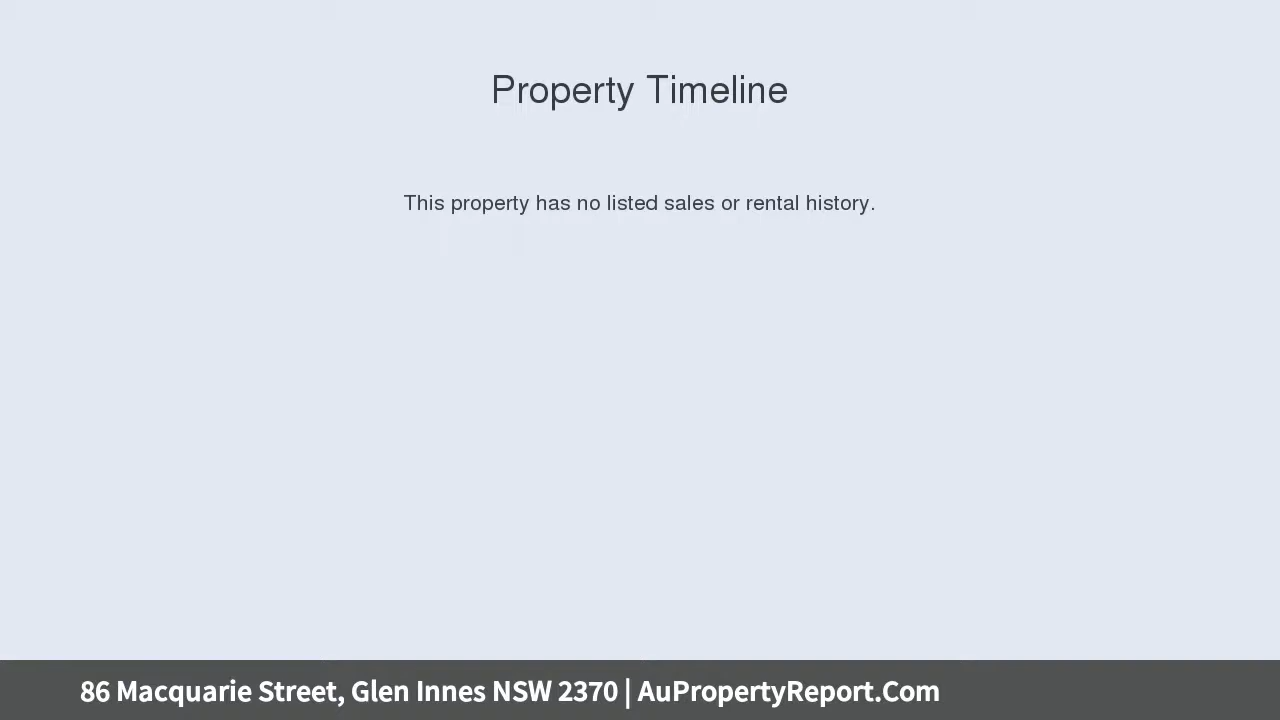 Property Timeline
This property has no listed sales or rental history.
86 Macquarie Street, Glen Innes NSW 2370 | AuPropertyReport.Com